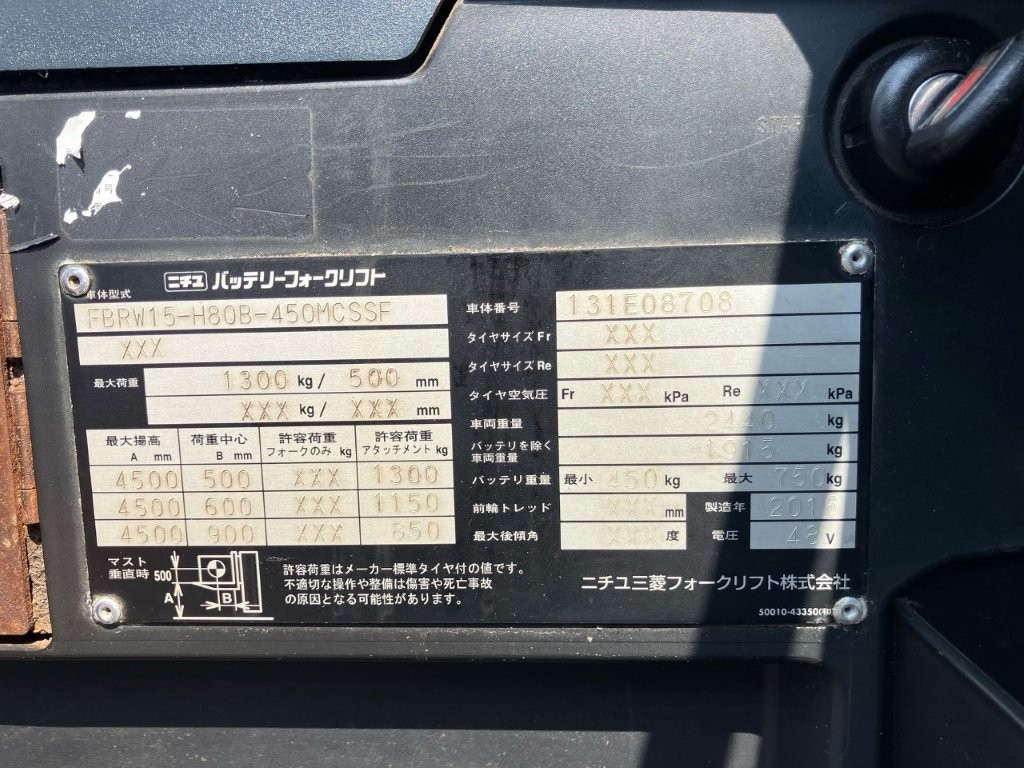 START
ニチユ バッテリーフォークリフト
車体型式
FBRW15-H80B-450MCSSF
XXX
最大荷重 1300 kg/ 500 mm
XXX kg/ XXX mm
最大揚高 A mm 荷重中心 B mm 許容荷重 フォークのみ kg 許容荷重 アタッチメント kg
4500 500 XXX 1300
4500 600 XXX 1150
4500 900 XXX 850
マスト
垂直時 500
A
B
許容荷重はメーカー標準タイヤ付の値です。
不適切な操作や整備は傷害や死亡事故
の原因となる可能性があります。
車体番号 131E08708
タイヤサイズ Fr XXX
タイヤサイズ Re XXX
タイヤ空気圧 Fr XXX kPa Re XXX kPa
車両重量 2440 kg
バッテリを除く
車両重量 1915 kg
バッテリ重量 最小 450 kg 最大 750 kg
前輪トレッド XXX mm 製造年
最大後傾角 XXX 度 電圧 48 V
ニチユ三菱フォークリフト株式会社
50010-43350